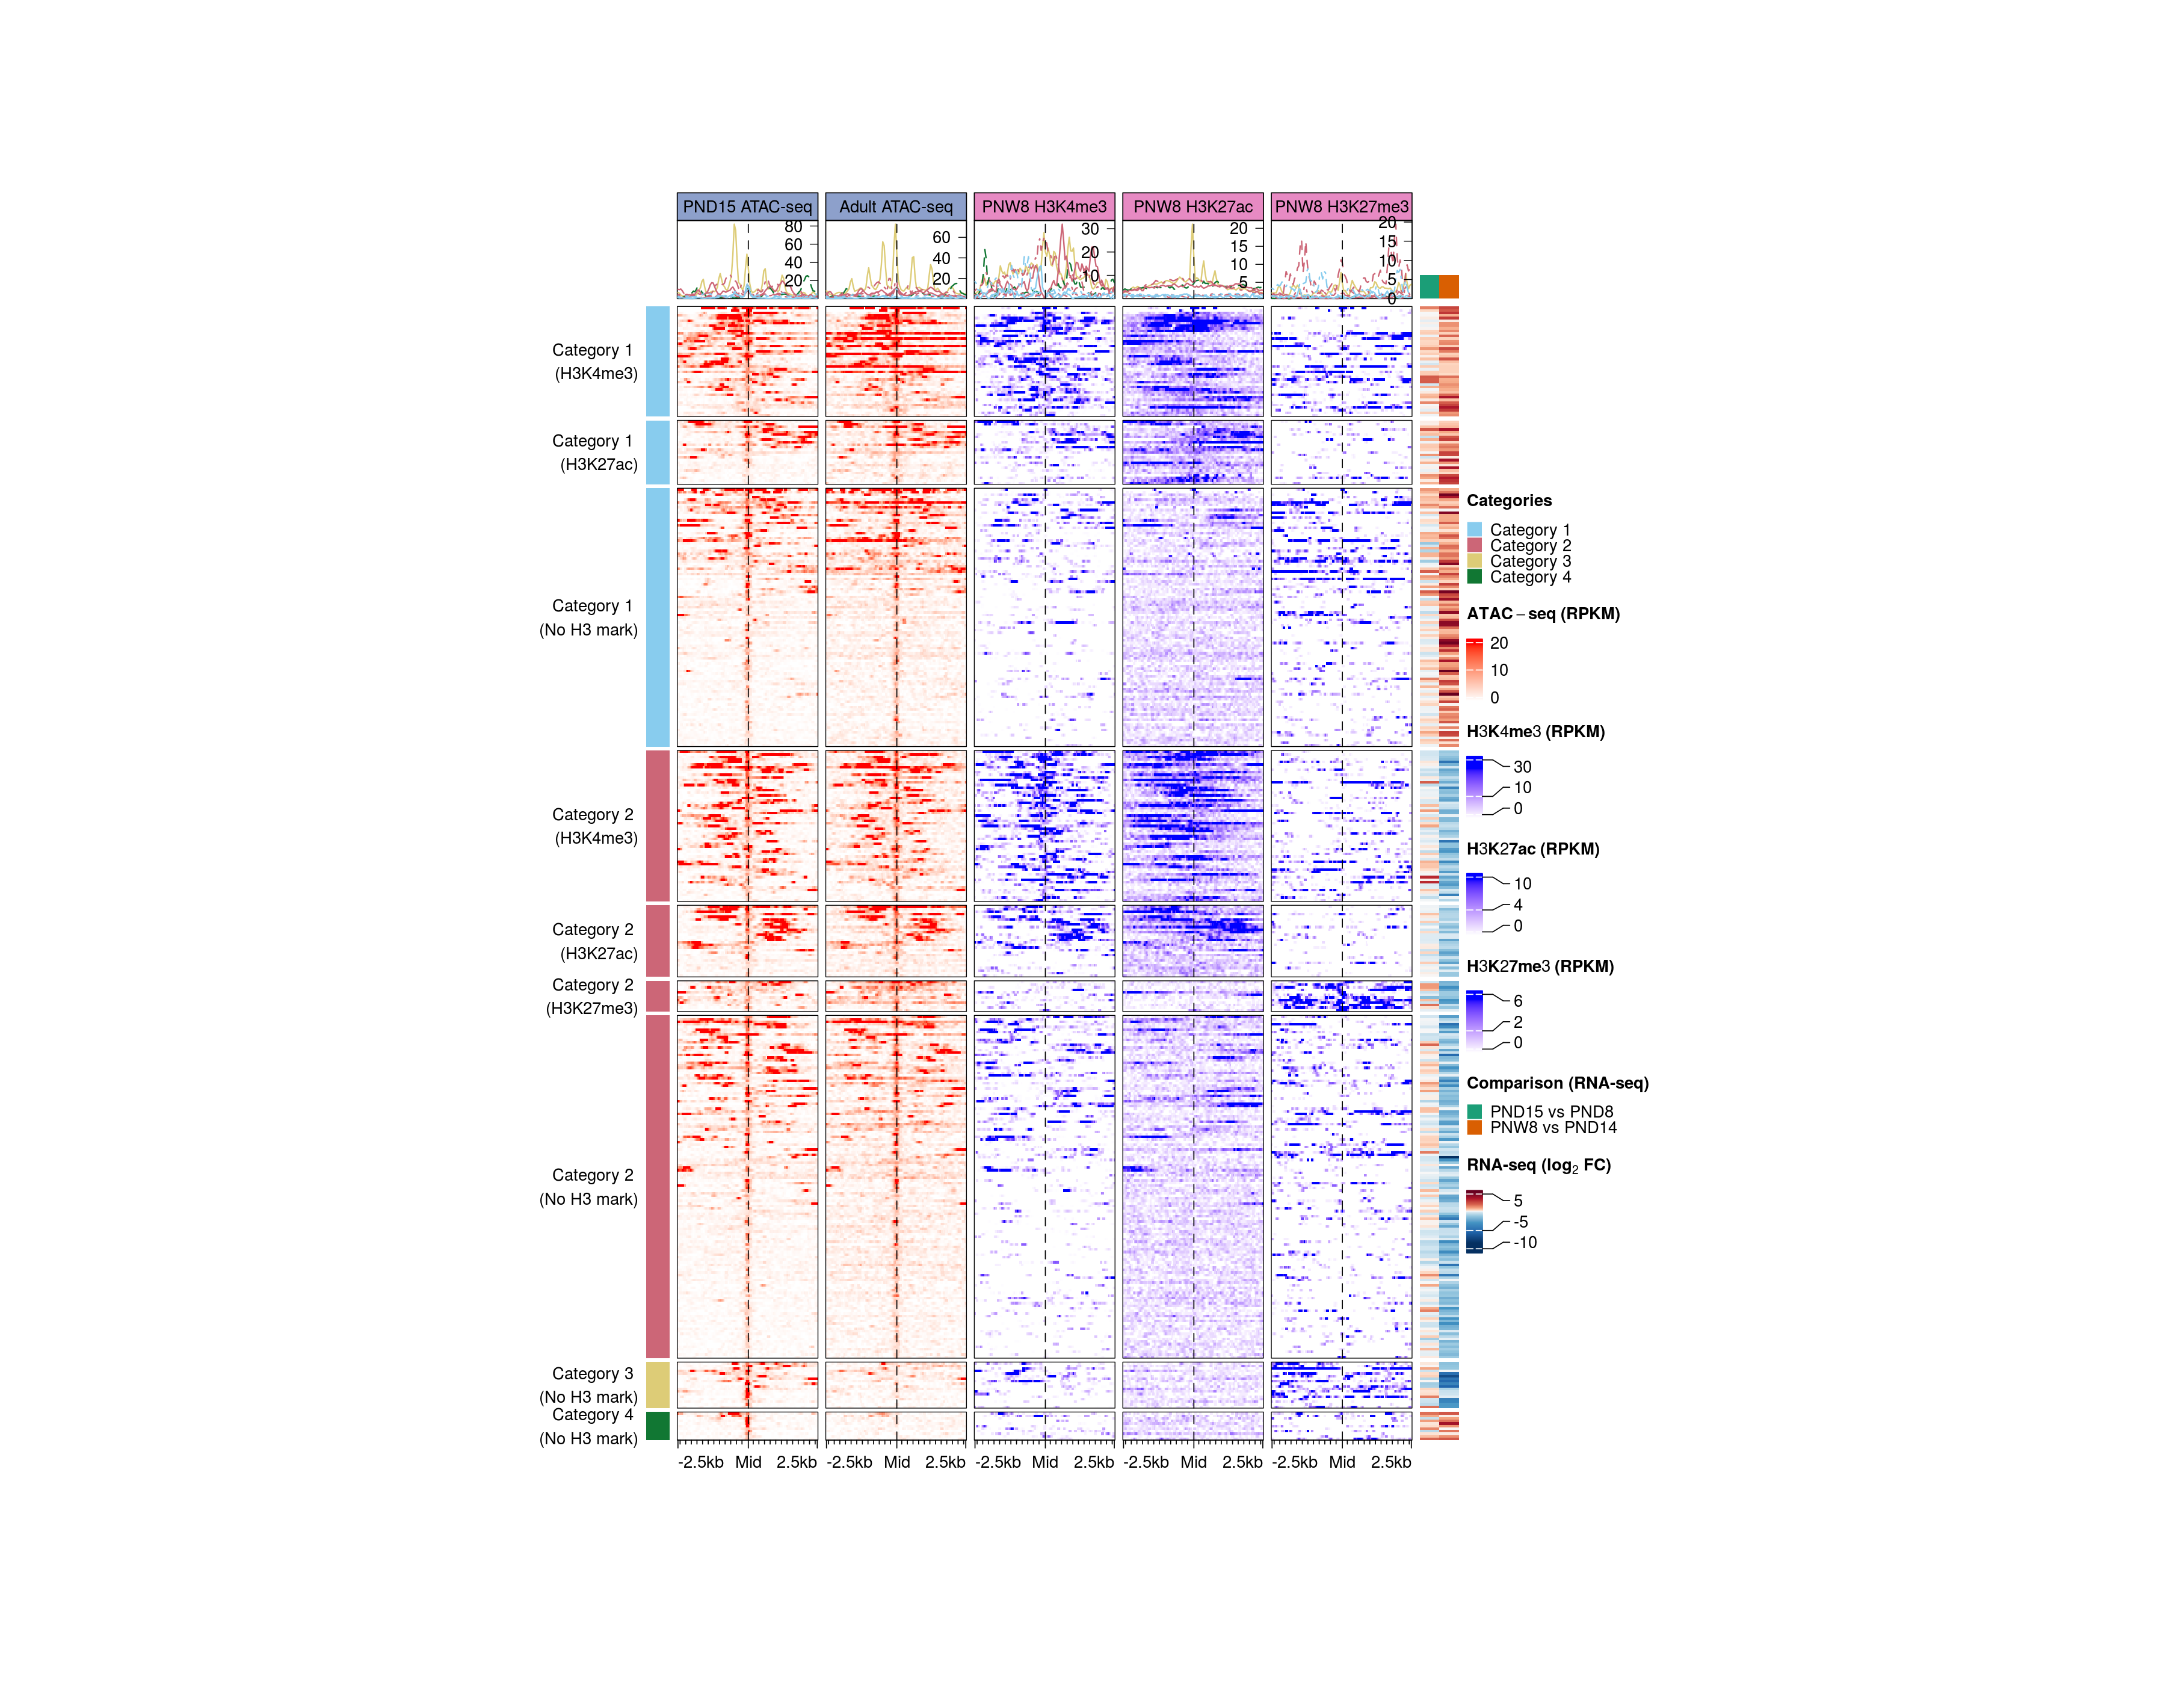 PND15 ATAC-seq
Adult ATAC-seq
PNW8 H3K4me3
PNW8 H3K27ac
PNW8 H3K27me3
80
60
40
20
60
40
20
30
20
10
20
15
10
5
20
15
10
5
0
Category 1
(H3K4me3)
Category 1
(H3K27ac)
Category 1
(No H3 mark)
Category 2
(H3K4me3)
Category 2
(H3K27ac)
Category 2
(H3K27me3)
Category 2
(No H3 mark)
Category 3
(No H3 mark)
Category 4
(No H3 mark)
-2.5kb Mid 2.5kb
-2.5kb Mid 2.5kb
-2.5kb Mid 2.5kb
-2.5kb Mid 2.5kb
-2.5kb Mid 2.5kb
Categories
Category 1
Category 2
Category 3
Category 4
ATAC–seq (RPKM)
20
10
0
H3K4me3 (RPKM)
30
10
0
H3K27ac (RPKM)
10
4
0
H3K27me3 (RPKM)
6
2
0
Comparison (RNA-seq)
PND15 vs PND8
PNW8 vs PND14
RNA-seq (log₂ FC)
5
-5
-10